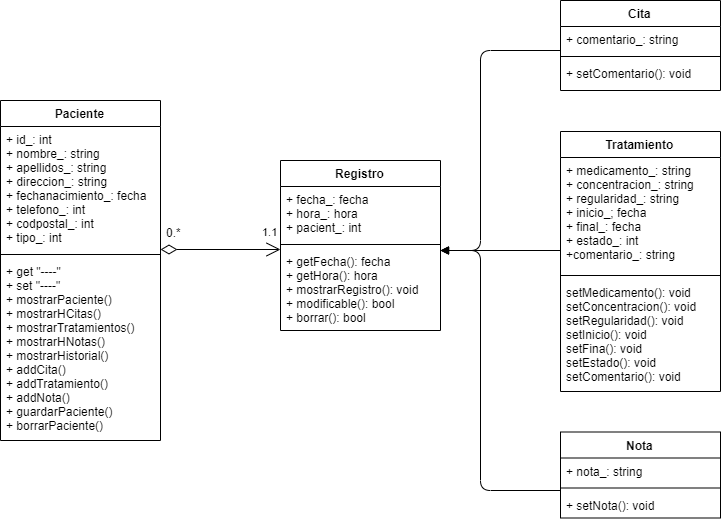 Paciente
+ id_: int
+ nombre_: string
+ apellidos_: string
+ direccion_: string
+ fechanacimiento_: fecha
+ telefono_: int
+ codpostal_: int
+ tipo_: int
+ get "----"
+ set "----"
+ mostrarPaciente()
+ mostrarHCitas()
+ mostrarTratamientos()
+ mostrarHNotas()
+ mostrarHistorial()
+ addCita()
+ addTratamiento()
+ addNota()
+ guardarPaciente()
+ borrarPaciente()
0.*
1.1
Registro
+ fecha_: fecha
+ hora_: hora
+ pacient_: int
+ getFecha(): fecha
+ getHora(): hora
+ mostrarRegistro(): void
+ modificable(): bool
+ borrar(): bool
Cita
+ comentario_: string
+ setComentario(): void
Tratamiento
+ medicamento_: string
+ concentracion_: string
+ regularidad_: string
+ inicio_: fecha
+ final_: fecha
+ estado_: int
+comentario_: string
setMedicamento(): void
setConcentracion(): void
setRegularidad(): void
setInicio(): void
setFina(): void
setEstado(): void
setComentario(): void
Nota
+ nota_: string
+ setNota(): void